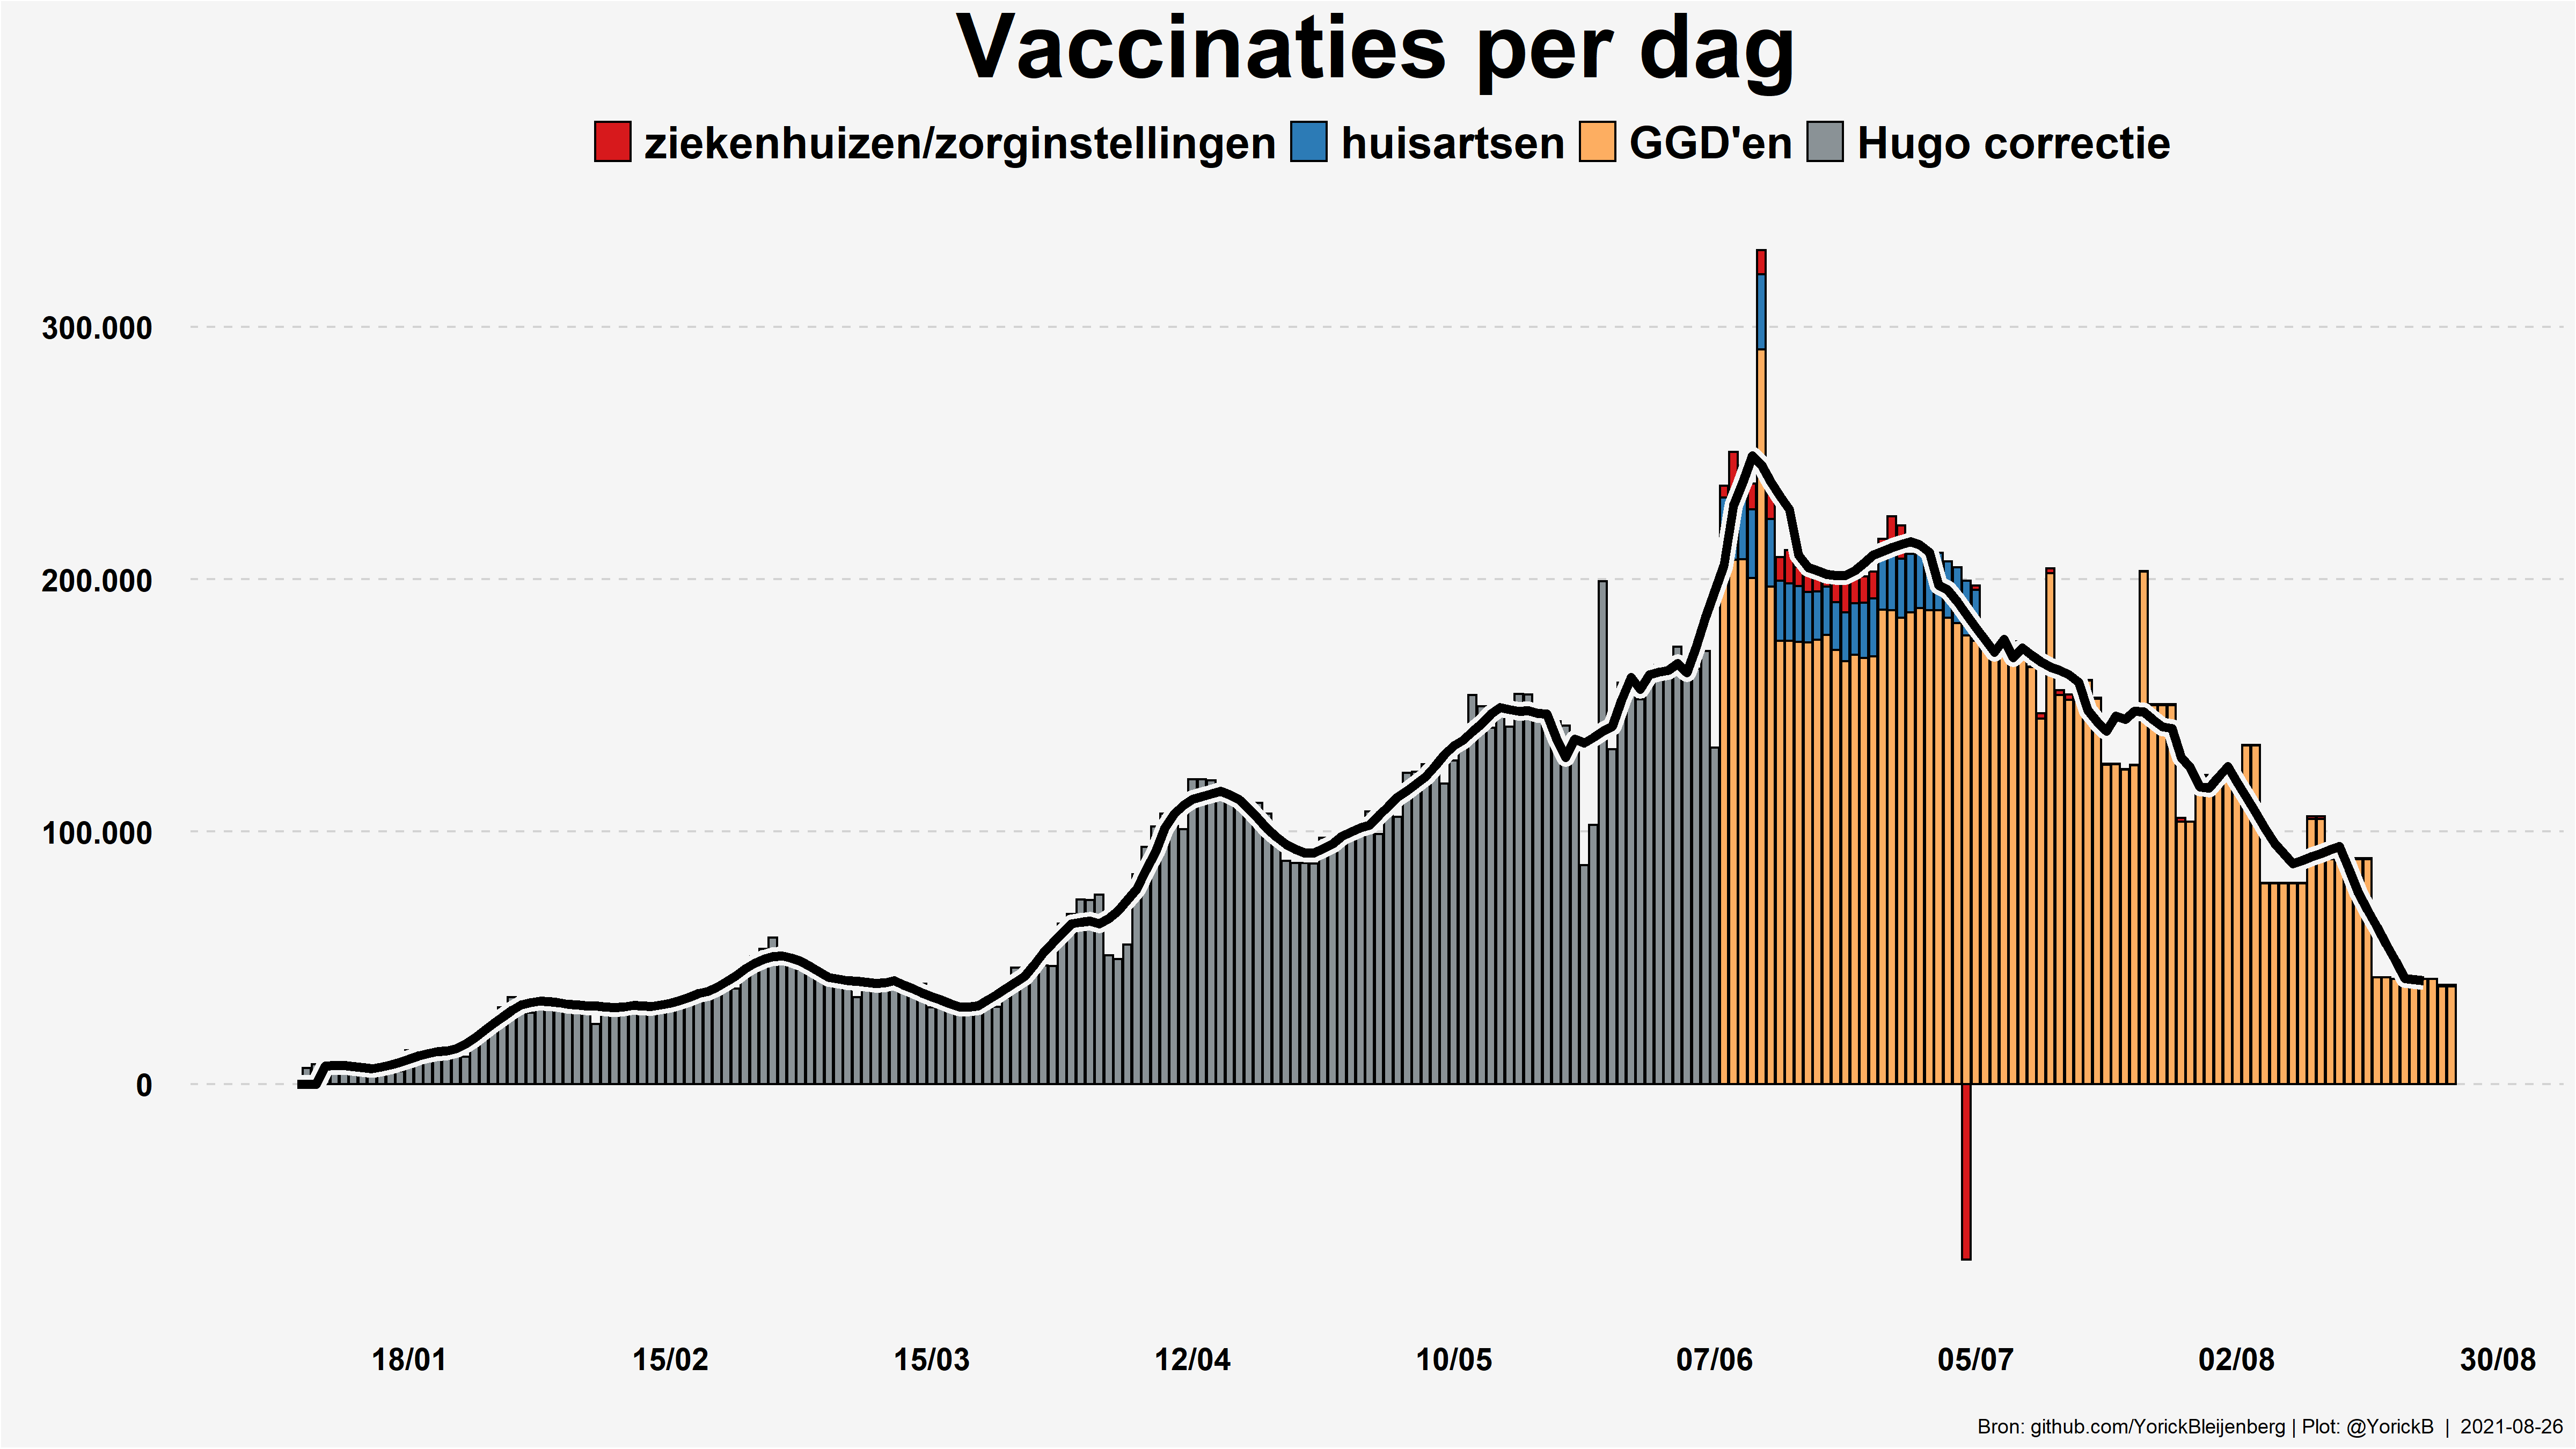 Vaccinaties per dag
ziekenhuizen/zorginstellingen huisartsen GGD'en Hugo correctie
300.000
200.000
100.000
0
18/01 15/02 15/03 12/04 10/05 07/06 05/07 02/08 30/08
Bron: github.com/YorickBleijenberg | Plot: @YorickB | 2021-08-26